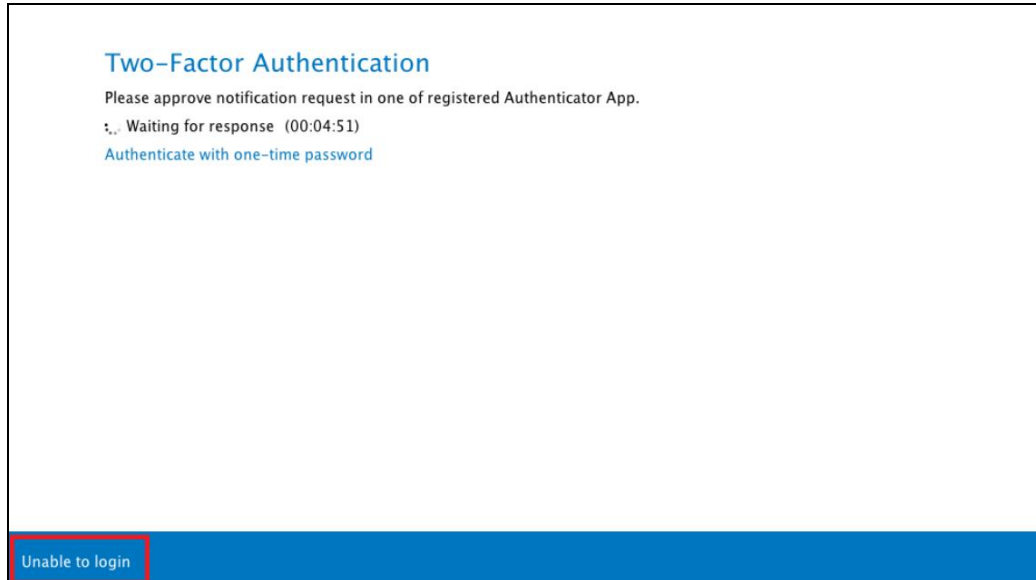 Two-Factor Authentication
Please approve notification request in one of registered Authenticator App.
Waiting for response (00:04:51)
Authenticate with one-time password
Unable to login